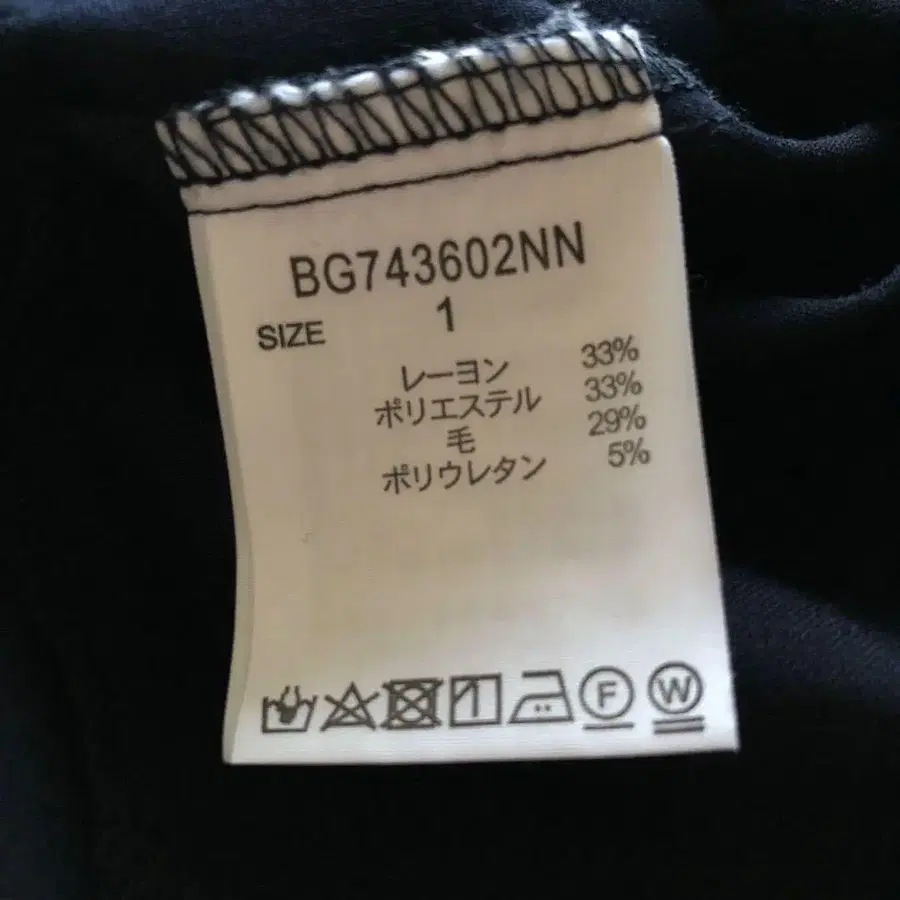 BG743602NN
SIZE 1
レーヨン 33%
ポリエステル 33%
毛 29%
ポリウレタン 5%
F W